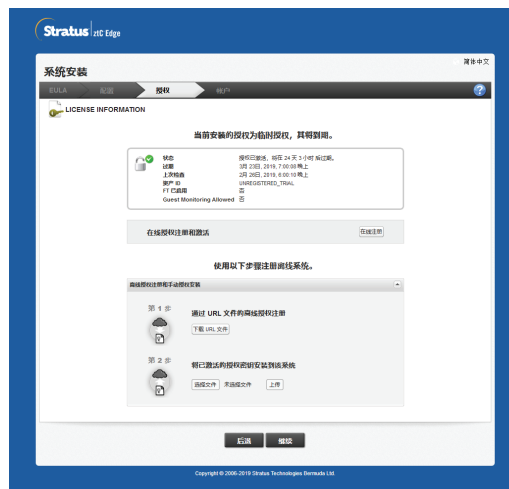 Stratus ztC Edge
简体中文
系统安装
EULA 配置 授权 帐户
LICENSE INFORMATION
当前安装的授权为临时授权，其将到期。
状态 授权已激活，将在 24 天 3 小时 后过期。
过期 3月 23日, 2019, 7:00:00 晚上
上次检查 2月 26日, 2019, 6:00:10 晚上
资产 ID UNREGISTERED_TRIAL
FT 已启用 否
Guest Monitoring Allowed 否
在线授权注册和激活 在线注册
使用以下步骤注册离线系统。
离线授权注册和手动授权安装
第 1 步
通过 URL 文件的离线授权注册
下载 URL 文件
第 2 步
将已激活的授权密钥安装到该系统
选择文件 未选择文件 上传
后退 继续
Copyright © 2006-2019 Stratus Technologies Bermuda Ltd.